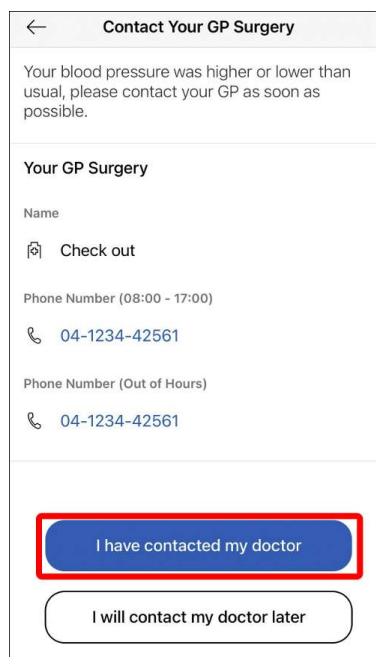 Contact Your GP Surgery
Your blood pressure was higher or lower than
usual, please contact your GP as soon as
possible.
Your GP Surgery
Name
Check out
Phone Number (08:00 - 17:00)
04-1234-42561
Phone Number (Out of Hours)
04-1234-42561
I have contacted my doctor
I will contact my doctor later